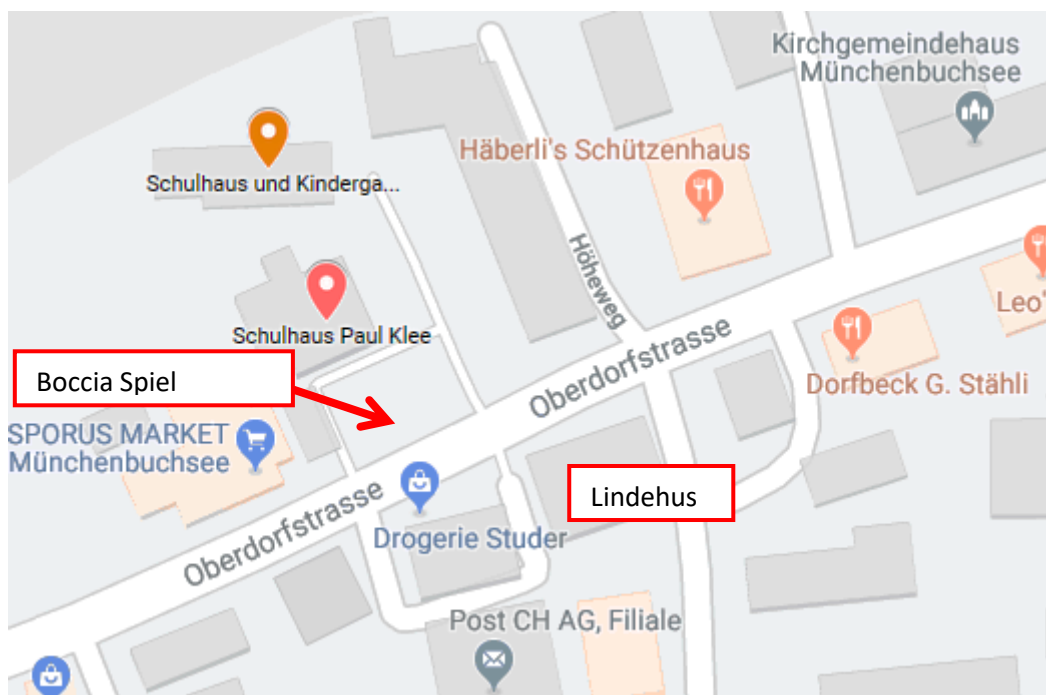 Kirchgemeindehaus
Münchenbuchsee
Häberli's Schützenhaus
Schulhaus und Kinderga...
Höheweg
Schulhaus Paul Klee
Leo'
Oberdorfstrasse
Boccia Spiel
Dorfbeck G. Stähli
SPORUS MARKET
Münchenbuchsee
Lindehus
Oberdorfstrasse
Drogerie Studer
Post CH AG, Filiale